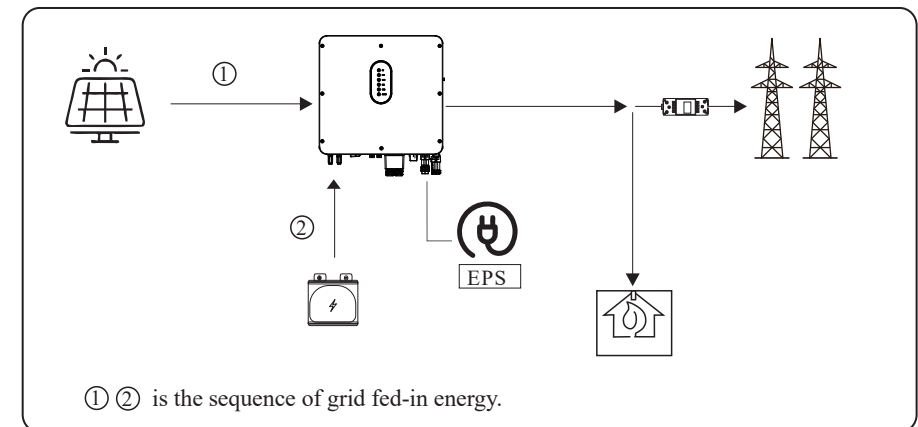 ①
②
EPS
① ② is the sequence of grid fed-in energy.